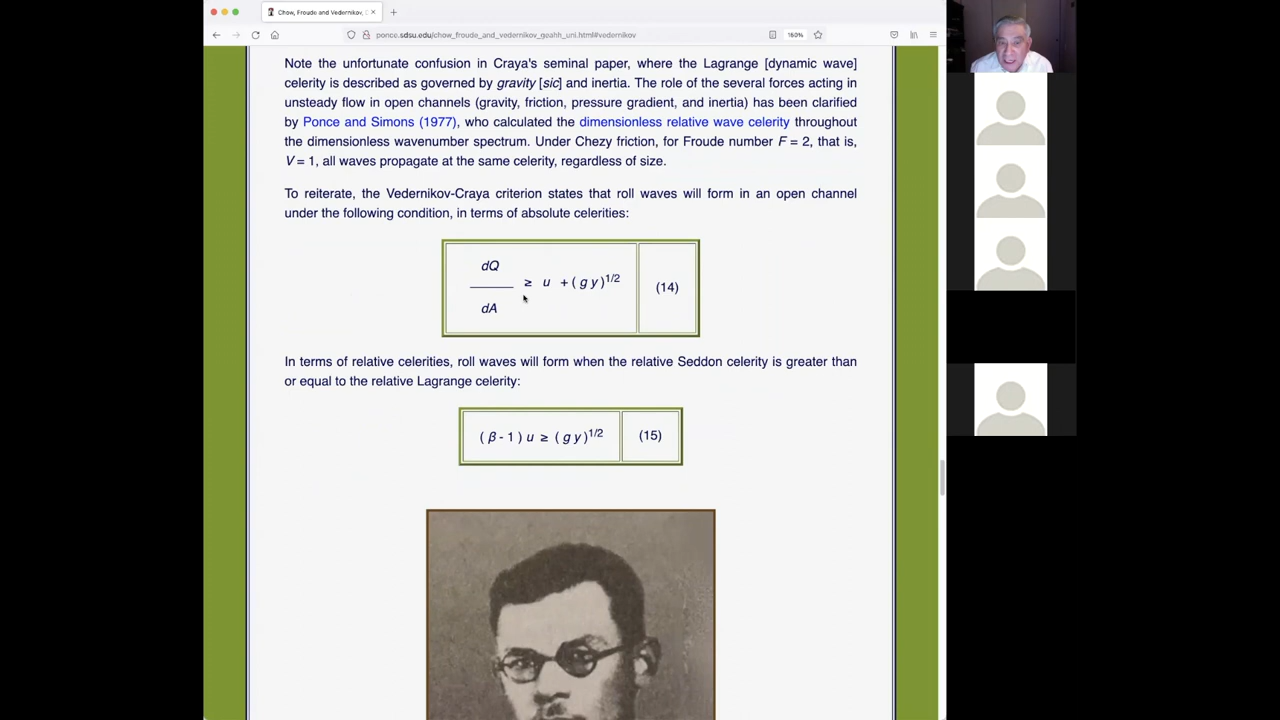 Chow, Froude and Vedernikov,
ponce.sdsu.edu/chow_froude_and_vedernikov_goahh_unl.html#vedernikov
160%
Note the unfortunate confusion in Craya's seminal paper, where the Lagrange [dynamic wave]
celerity is described as governed by gravity [sic] and inertia. The role of the several forces acting in
unsteady flow in open channels (gravity, friction, pressure gradient, and inertia) has been clarified
by Ponce and Simons (1977), who calculated the dimensionless relative wave celerity throughout
the dimensionless wavenumber spectrum. Under Chezy friction, for Froude number F = 2, that is,
V = 1, all waves propagate at the same celerity, regardless of size.
To reiterate, the Vedernikov-Craya criterion states that roll waves will form in an open channel
under the following condition, in terms of absolute celerities:
dQ
≥ u + ( g y )1/2
(14)
dA
In terms of relative celerities, roll waves will form when the relative Seddon celerity is greater than
or equal to the relative Lagrange celerity:
( β - 1 ) u ≥ ( g y )1/2
(15)